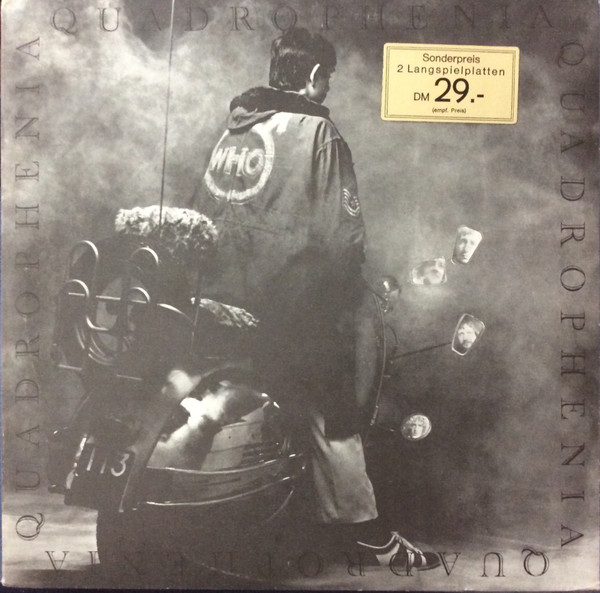 QUADROPHENIA
Sonderpreis
2 Langspielplatten
DM 29.-
(empf. Preis)
WHO
113
QUADROPHENIA
QUADROPHENIA
QUADROPHENIA